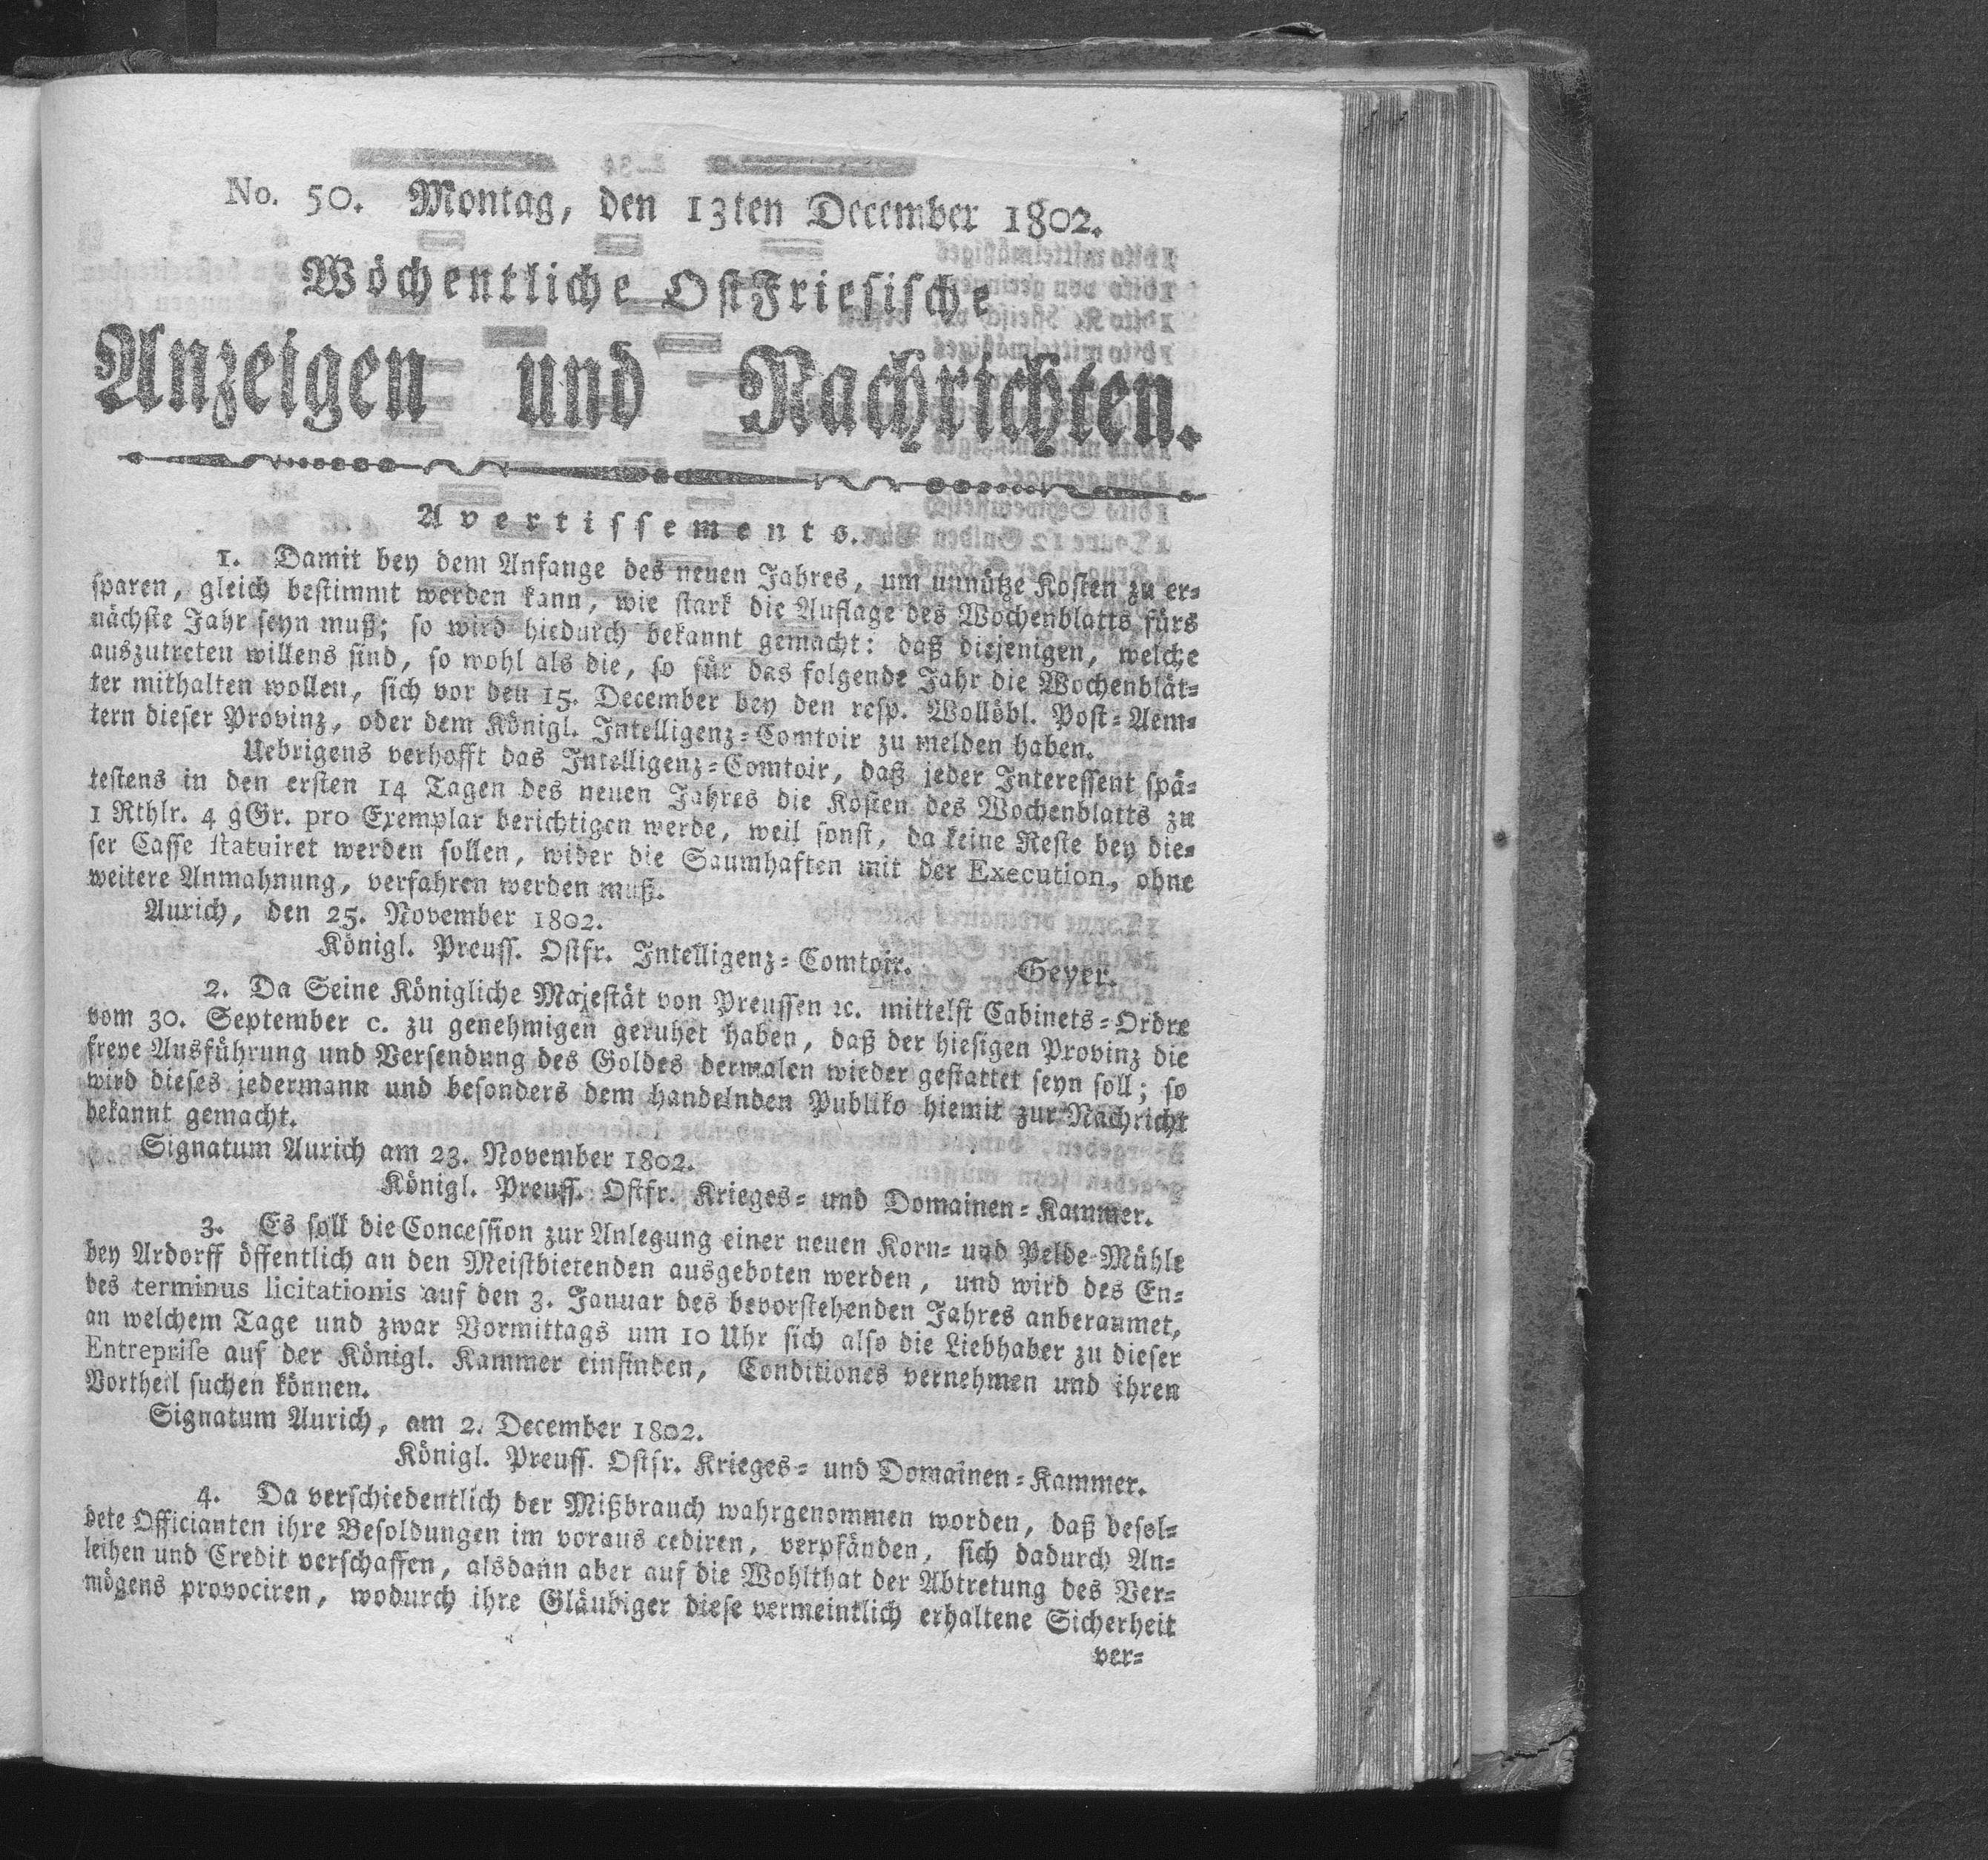 No. 50. Montag, den 13ten December 1802.
Wöchentliche OstFriesische
Anzeigen und Nachrichten.
Avertissements.
1. Damit bey dem Anfange des neuen Jahres, um unnütze Kosten zu er=
sparen, gleich bestimmt werden kann, wie stark die Auflage des Wochenblatts fürs
nächste Jahr seyn muß; so wird hiedurch bekannt gemacht: daß diejenigen, welche
auszutreten willens sind, so wohl als die, so für das folgende Jahr die Wochenblät=
ter mithalten wollen, sich vor den 15. December bey den resp. Wollöbl. Post=Aem=
tern dieser Provinz, oder dem Königl. Intelligenz=Comtoir zu melden haben.
Uebrigens verhofft das Intelligenz=Comtoir, daß jeder Interessent spä=
testens in den ersten 14 Tagen des neuen Jahres die Kosten des Wochenblatts zu
1 Rthlr. 4 gGr. pro Exemplar berichtigen werde, weil sonst, da keine Reste bey die=
ser Casse statuiret werden sollen, wider die Saumhaften mit der Execution, ohne
weitere Anmahnung, verfahren werden muß.
Aurich, den 25. November 1802.
Königl. Preuss. Ostfr. Intelligenz=Comtoir. Geyer.
2. Da Seine Königliche Majestät von Preussen ꝛc. mittelst Cabinets=Ordre
vom 30. September c. zu genehmigen geruhet haben, daß der hiesigen Provinz die
freye Ausführung und Versendung des Goldes dermalen wieder gestattet seyn soll; so
wird dieses jedermann und besonders dem handelnden Publiko hiemit zur Nachricht
bekannt gemacht.
Signatum Aurich am 23. November 1802.
Königl. Preuss. Ostfr. Krieges= und Domainen=Kammer.
3. Es soll die Concession zur Anlegung einer neuen Korn= und Pelde=Mühle
bey Ardorff öffentlich an den Meistbietenden ausgeboten werden, und wird des En=
des terminus licitationis auf den 3. Januar des bevorstehenden Jahres anberaumet,
an welchem Tage und zwar Vormittags um 10 Uhr sich also die Liebhaber zu dieser
Entreprise auf der Königl. Kammer einfinden, Conditiones vernehmen und ihren
Vortheil suchen können.
Signatum Aurich, am 2. December 1802.
Königl. Preuss. Ostfr. Krieges= und Domainen=Kammer.
4. Da verschiedentlich der Mißbrauch wahrgenommen worden, daß besol=
dete Officianten ihre Besoldungen im voraus cediren, verpfänden, sich dadurch An=
leihen und Credit verschaffen, alsdann aber auf die Wohlthat der Abtretung des Ver=
mögens provociren, wodurch ihre Gläubiger diese vermeintlich erhaltene Sicherheit
ver=